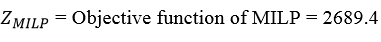 Z_MILP = Objective function of MILP = 2689.4